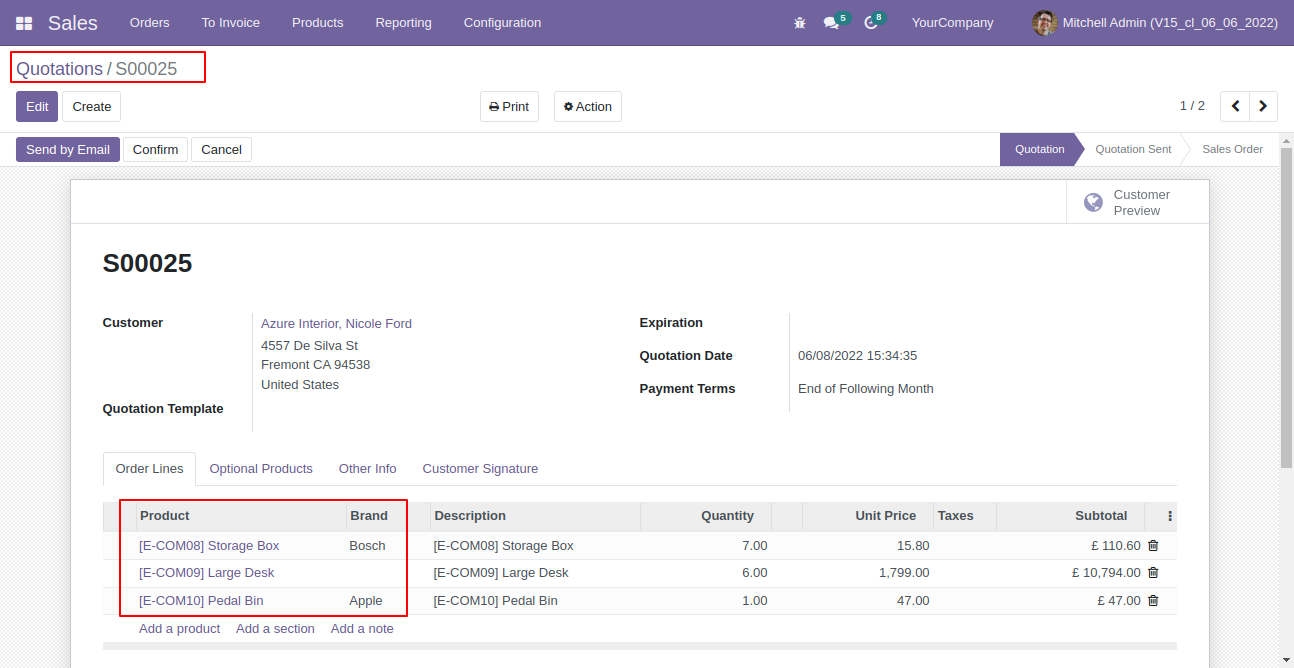 Sales Orders To Invoice Products Reporting Configuration 5 8 YourCompany Mitchell Admin (V15_cl_06_06_2022)
Quotations / S00025
Edit Create Print Action 1 / 2
Send by Email Confirm Cancel Quotation Quotation Sent Sales Order
Customer
Preview
S00025
Customer Azure Interior, Nicole Ford Expiration
4557 De Silva St
Fremont CA 94538
United States
Quotation Date 06/08/2022 15:34:35
Payment Terms End of Following Month
Quotation Template
Order Lines Optional Products Other Info Customer Signature
Product Brand Description Quantity Unit Price Taxes Subtotal
[E-COM08] Storage Box Bosch [E-COM08] Storage Box 7.00 15.80 £ 110.60
[E-COM09] Large Desk [E-COM09] Large Desk 6.00 1,799.00 £ 10,794.00
[E-COM10] Pedal Bin Apple [E-COM10] Pedal Bin 1.00 47.00 £ 47.00
Add a product Add a section Add a note